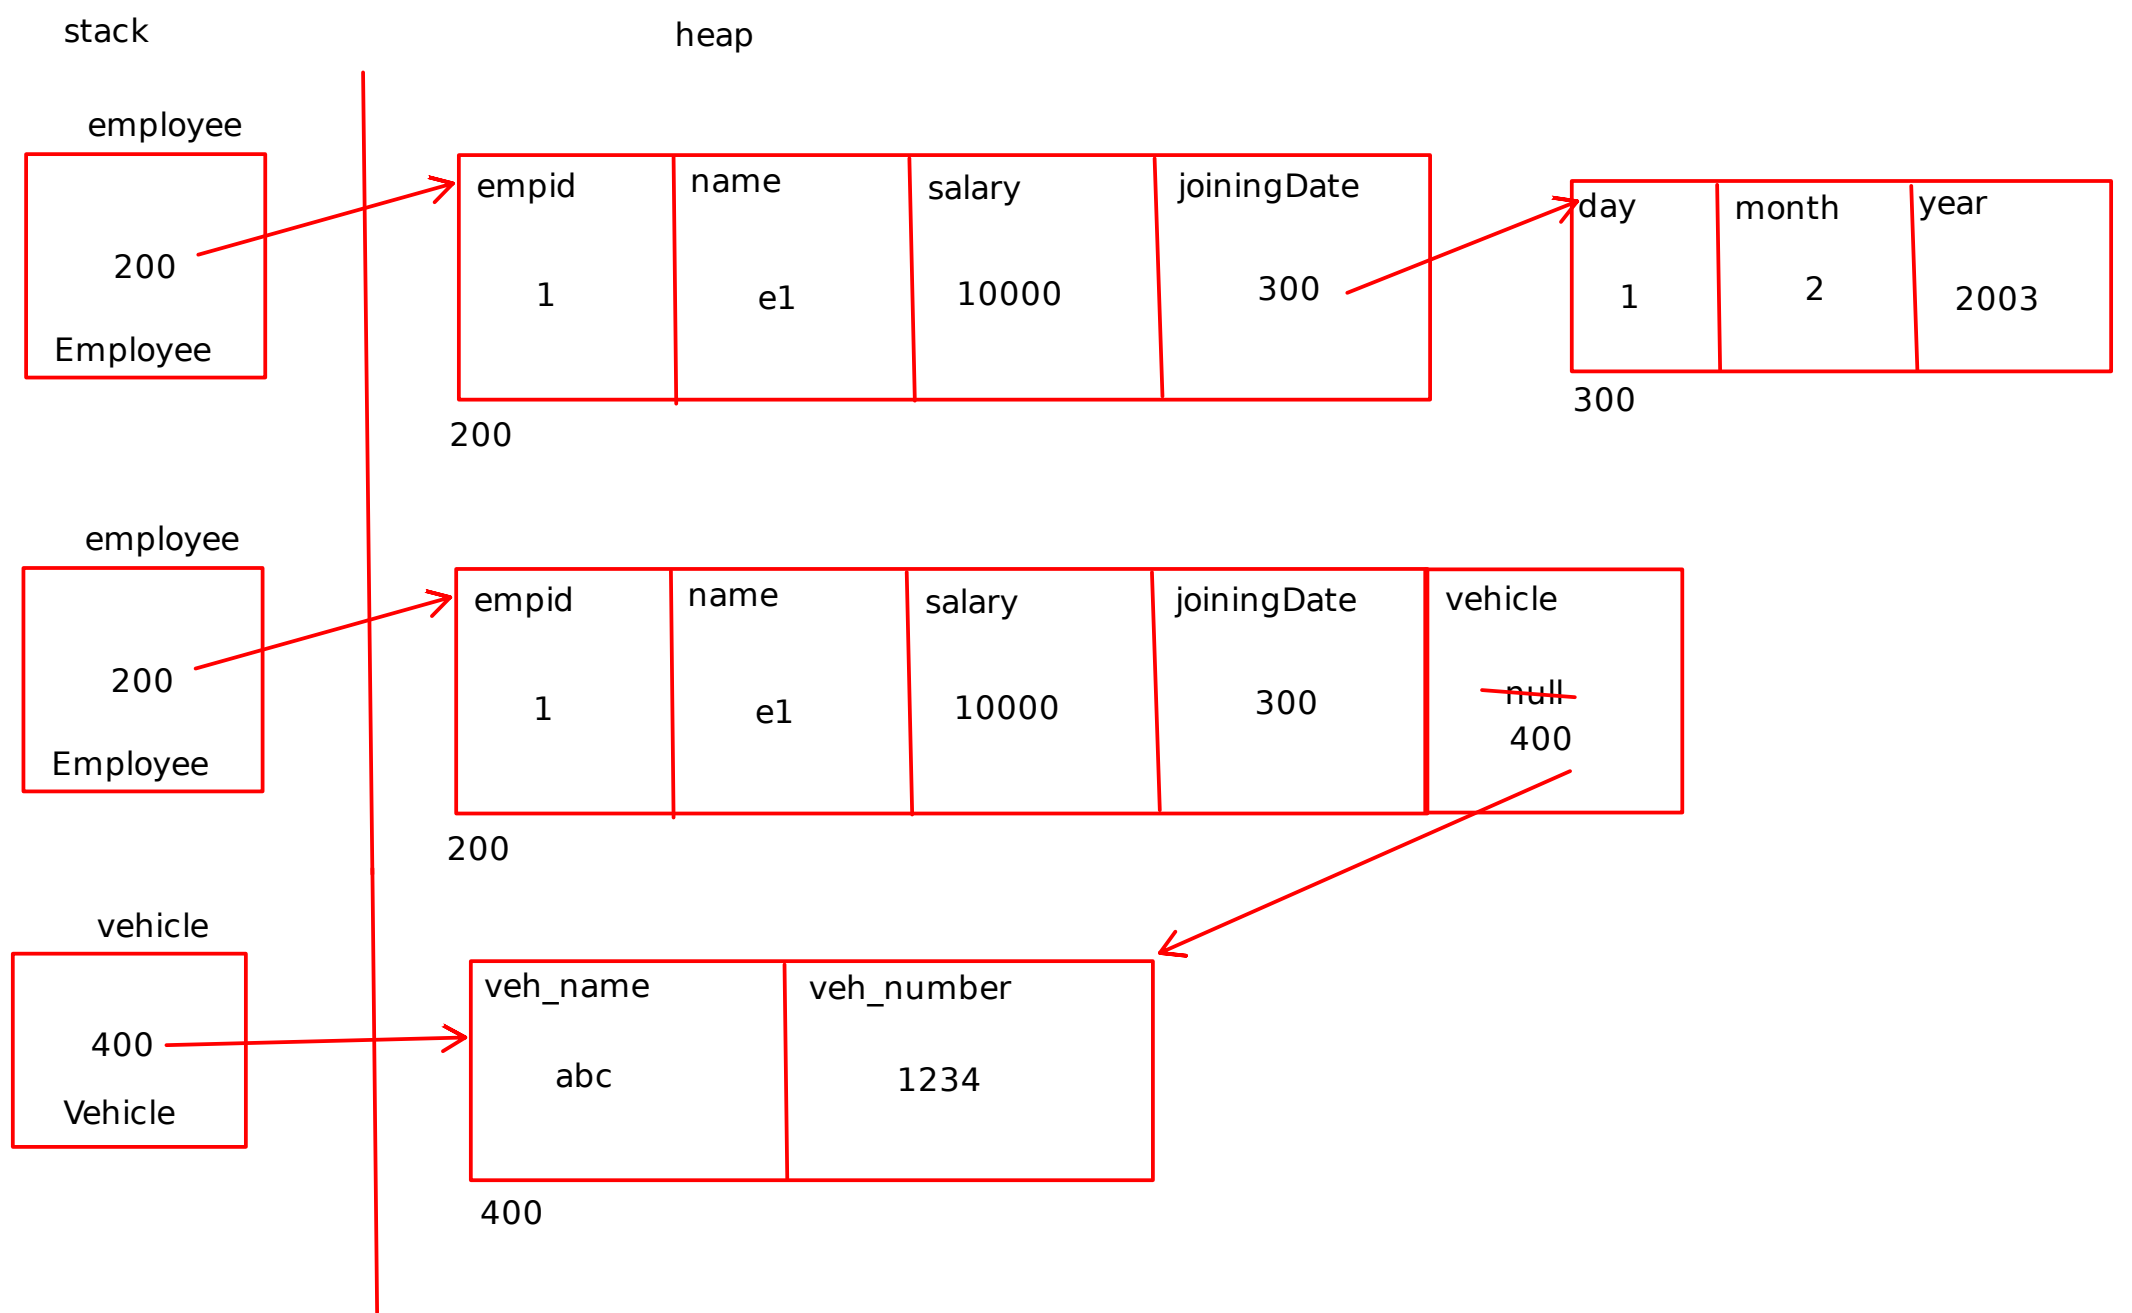 stack
heap
employee
200
Employee
empid
name
salary
joiningDate
1
e1
10000
300
200
day
month
year
1
2
2003
300
employee
200
Employee
empid
name
salary
joiningDate
vehicle
1
e1
10000
300
null
400
200
vehicle
400
Vehicle
veh_name
veh_number
abc
1234
400